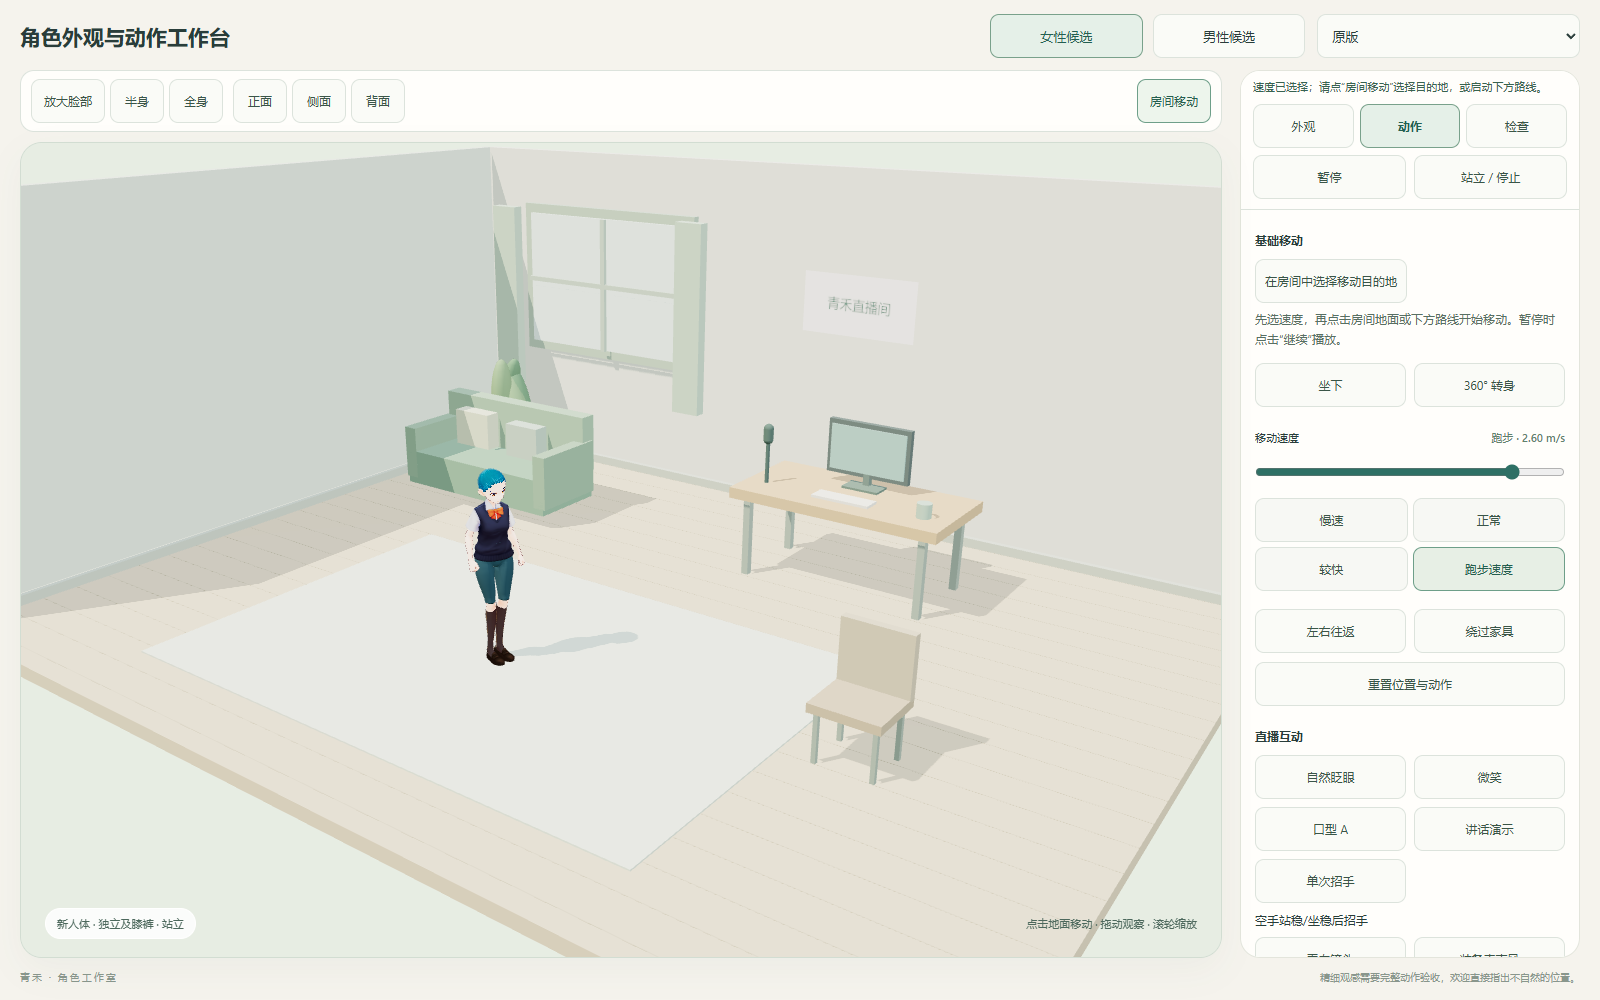 角色外观与动作工作台
女性候选
男性候选
原版
放大脸部
半身
全身
正面
侧面
背面
房间移动
速度已选择；请点“房间移动”选择目的地，或启动下方路线。
外观
动作
检查
暂停
站立 / 停止
基础移动
在房间中选择移动目的地
先选速度，再点击房间地面或下方路线开始移动。暂停时
点击“继续”播放。
坐下
360° 转身
移动速度
跑步 · 2.60 m/s
慢速
正常
较快
跑步速度
左右往返
绕过家具
重置位置与动作
直播互动
自然眨眼
微笑
口型 A
讲话演示
单次招手
空手站稳/坐稳后招手
青禾直播间
新人体 · 独立及膝裤 · 站立
点击地面移动 · 拖动观察 · 滚轮缩放
青禾 · 角色工作室
精细观感需要完整动作验收，欢迎直接指出不自然的位置。